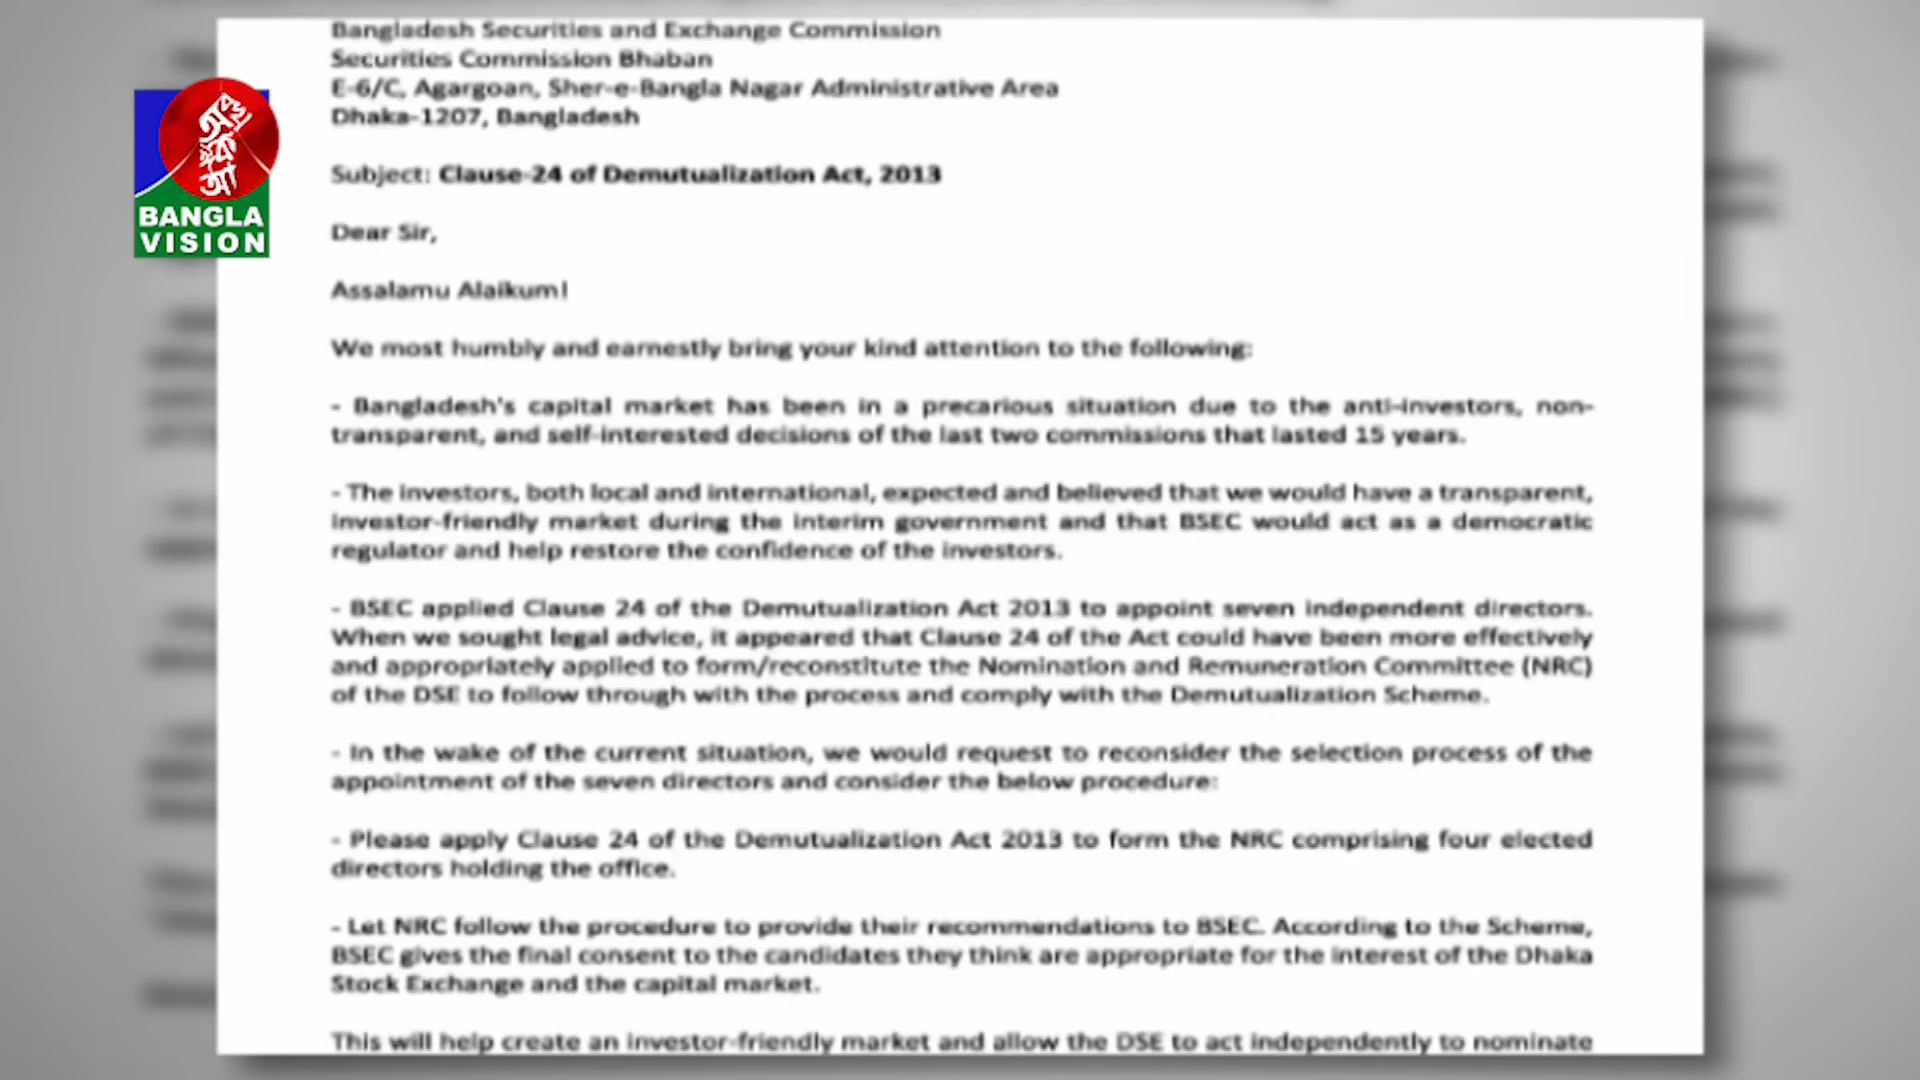 Bangladesh Securities and Exchange Commission
Securities Commission Bhaban
E-6/C, Agargoan, Sher-e-Bangla Nagar Administrative Area
Dhaka-1207, Bangladesh
BANGLA
VISION
Subject: Clause-24 of Demutualization Act, 2013
Dear Sir,
Assalamu Alaikum!
We most humbly and earnestly bring your kind attention to the following:
- Bangladesh's capital market has been in a precarious situation due to the anti-investors, non-
transparent, and self-interested decisions of the last two commissions that lasted 15 years.
- The investors, both local and international, expected and believed that we would have a transparent,
investor-friendly market during the interim government and that BSEC would act as a democratic
regulator and help restore the confidence of the investors.
- BSEC applied Clause 24 of the Demutualization Act 2013 to appoint seven independent directors.
When we sought legal advice, it appeared that Clause 24 of the Act could have been more effectively
and appropriately applied to form/reconstitute the Nomination and Remuneration Committee (NRC)
of the DSE to follow through with the process and comply with the Demutualization Scheme.
- In the wake of the current situation, we would request to reconsider the selection process of the
appointment of the seven directors and consider the below procedure:
- Please apply Clause 24 of the Demutualization Act 2013 to form the NRC comprising four elected
directors holding the office.
- Let NRC follow the procedure to provide their recommendations to BSEC. According to the Scheme,
BSEC gives the final consent to the candidates they think are appropriate for the interest of the Dhaka
Stock Exchange and the capital market.
This will help create an investor-friendly market and allow the DSE to act independently to nominate